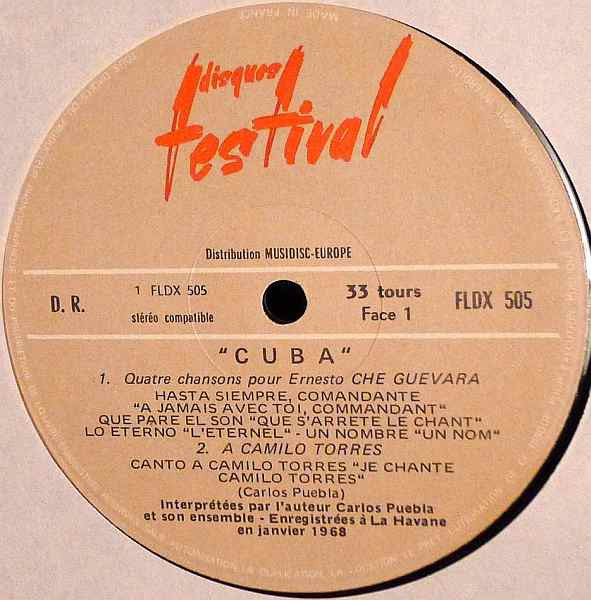 MADE IN FRANCE
disques
festival
Distribution MUSIDISC-EUROPE
D. R.
1 FLDX 505
stéréo compatible
33 tours
Face 1
FLDX 505
"CUBA"
1. Quatre chansons pour Ernesto CHE GUEVARA
HASTA SIEMPRE, COMANDANTE
"A JAMAIS AVEC TOI, COMMANDANT"
QUE PARE EL SON "QUE S'ARRETE LE CHANT"
LO ETERNO "L'ETERNEL" - UN NOMBRE "UN NOM"
2. A CAMILO TORRES
CANTO A CAMILO TORRES "JE CHANTE
CAMILO TORRES"
(Carlos Puebla)
Interprétées par l'auteur Carlos Puebla
et son ensemble - Enregistrées à La Havane
en janvier 1968